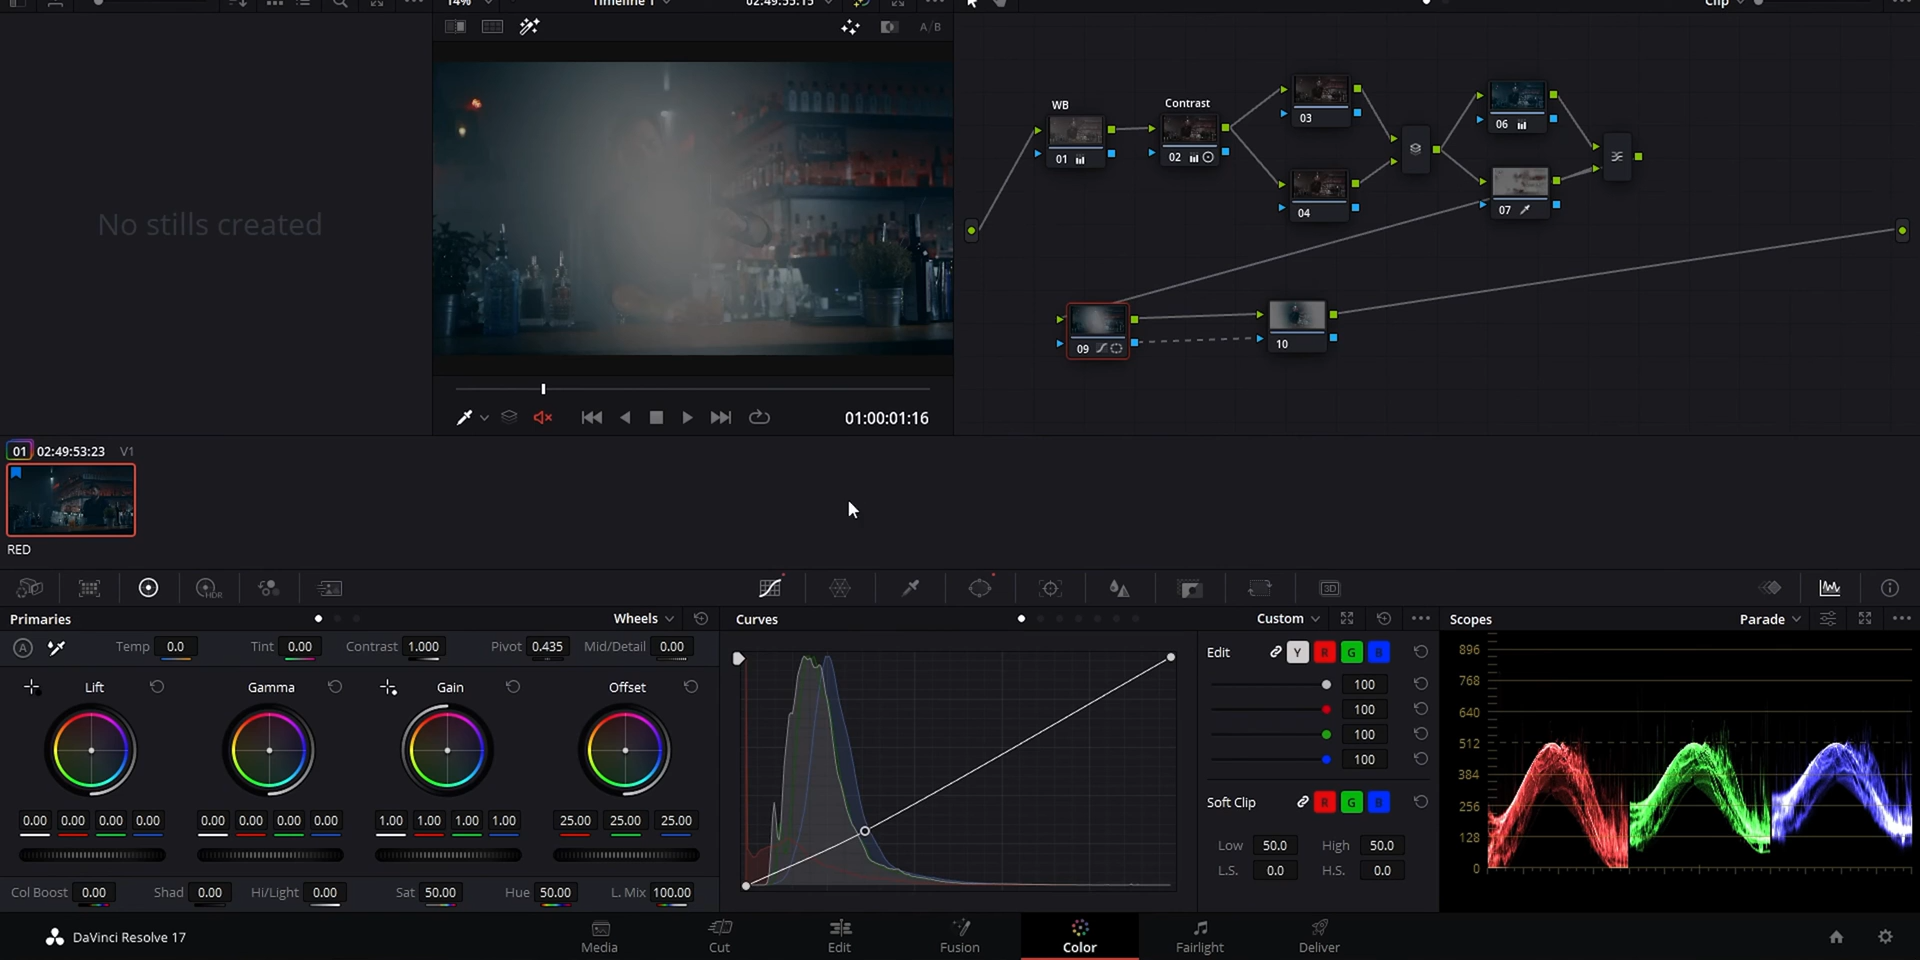 14%
Timeline 1
02:49:53:15
Clip
A/B
WB
Contrast
01
02
03
04
06
07
09
10
No stills created
01:00:01:16
01 02:49:53:23 V1
RED
HDR
3D
Primaries
Wheels
Curves
Custom
Scopes
Parade
A
Temp 0.0
Tint 0.00
Contrast 1.000
Pivot 0.435
Mid/Detail 0.00
Lift
Gamma
Gain
Offset
0.00 0.00 0.00 0.00
0.00 0.00 0.00 0.00
1.00 1.00 1.00 1.00
25.00 25.00 25.00
Col Boost 0.00
Shad 0.00
Hi/Light 0.00
Sat 50.00
Hue 50.00
L. Mix 100.00
Edit Y R G B
100
100
100
100
Soft Clip R G B
Low 50.0 High 50.0
L.S. 0.0 H.S. 0.0
896
768
640
512
384
256
128
0
DaVinci Resolve 17
Media
Cut
Edit
Fusion
Color
Fairlight
Deliver